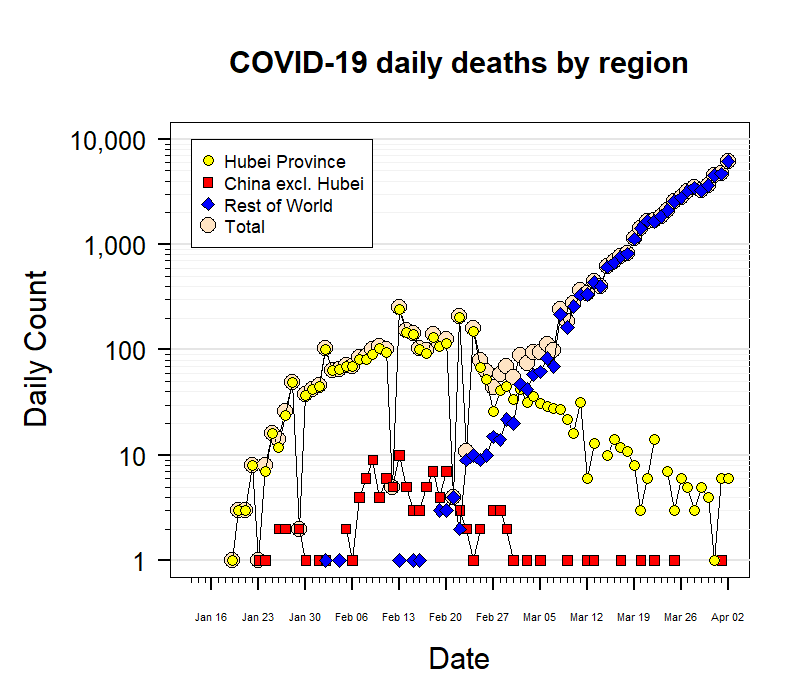 COVID-19 daily deaths by region
10,000
1,000
100
10
1
Daily Count
Hubei Province
China excl. Hubei
Rest of World
Total
Jan 16 Jan 23 Jan 30 Feb 06 Feb 13 Feb 20 Feb 27 Mar 05 Mar 12 Mar 19 Mar 26 Apr 02
Date